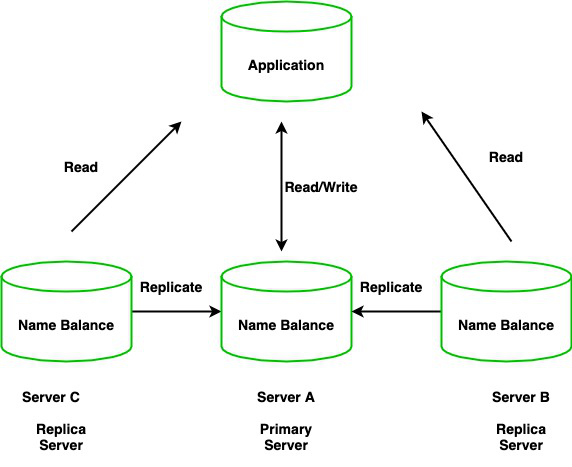 Application
Read
Read/Write
Read
Replicate
Replicate
Name Balance
Name Balance
Name Balance
Server C
Server A
Server B
Replica
Server
Primary
Server
Replica
Server